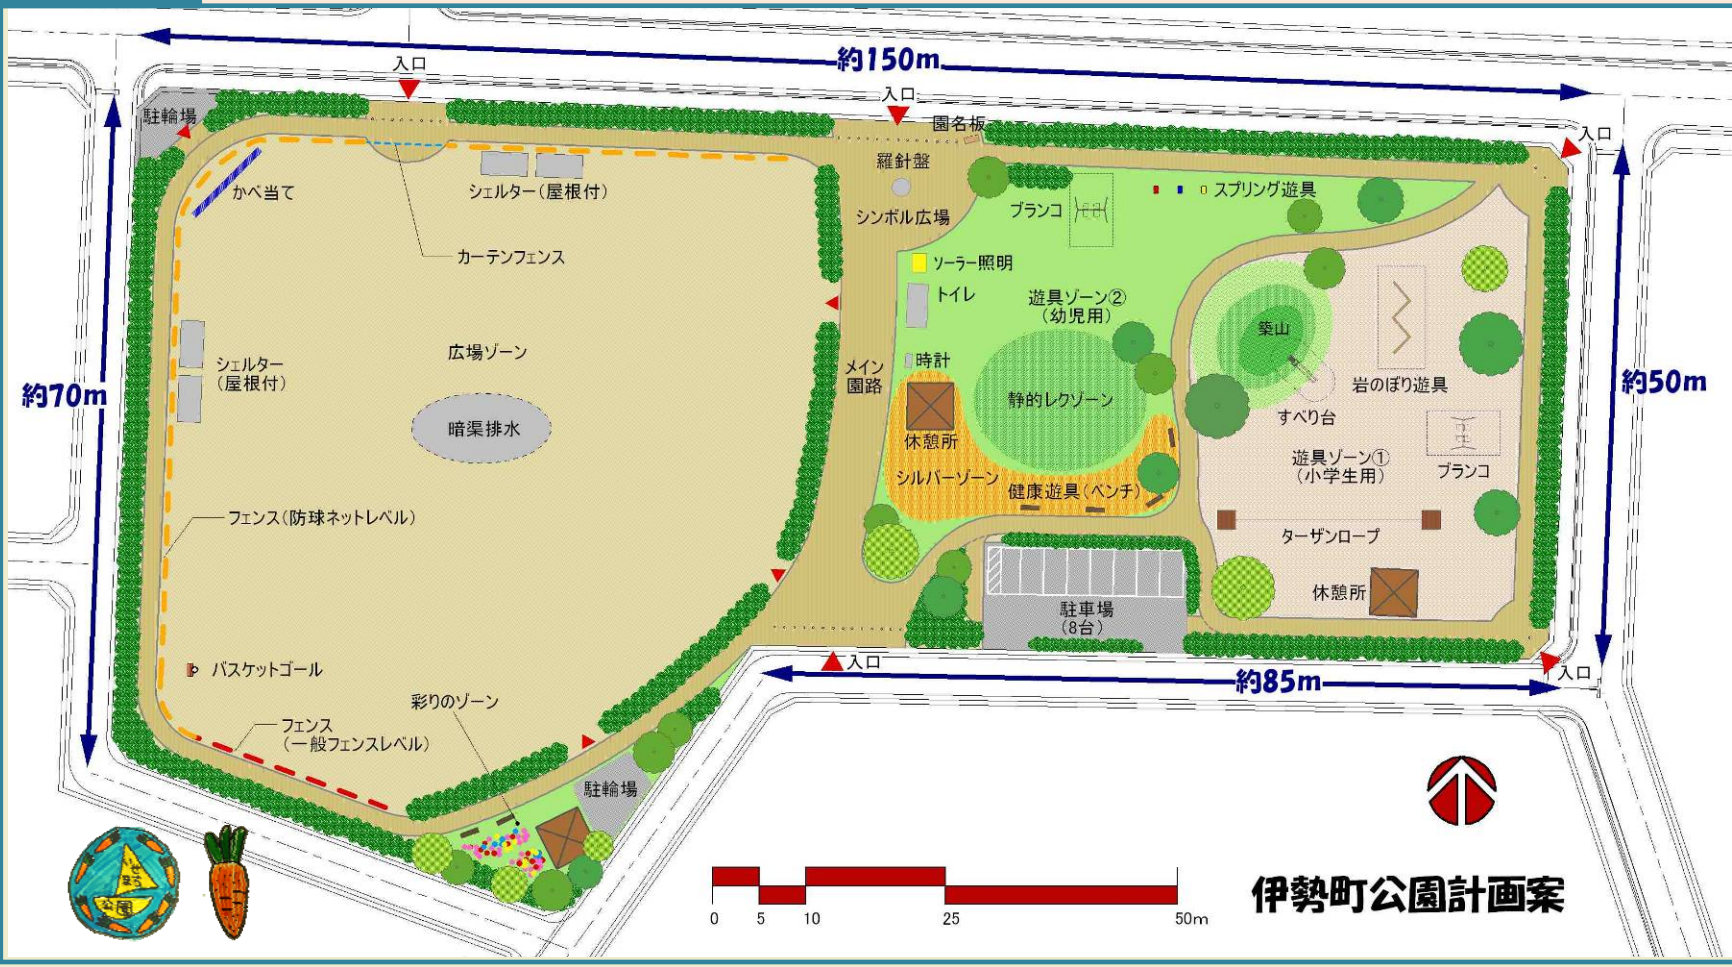 約150m
入口
入口
入口
駐輪場
園名板
羅針盤
かべ当て
シェルター(屋根付)
シンボル広場
ブランコ
スプリング遊具
カーテンフェンス
ソーラー照明
トイレ
遊具ゾーン②
(幼児用)
築山
広場ゾーン
シェルター
(屋根付)
時計
メイン
園路
約70m
約50m
岩のぼり遊具
静的レクゾーン
すべり台
暗渠排水
休憩所
遊具ゾーン①
(小学生用)
ブランコ
シルバーゾーン
健康遊具(ベンチ)
フェンス(防球ネットレベル)
ターザンロープ
休憩所
駐車場
(8台)
バスケットゴール
入口
入口
約85m
彩りのゾーン
フェンス
(一般フェンスレベル)
駐輪場
いせ
まち
公園
0 5 10 25 50m
伊勢町公園計画案